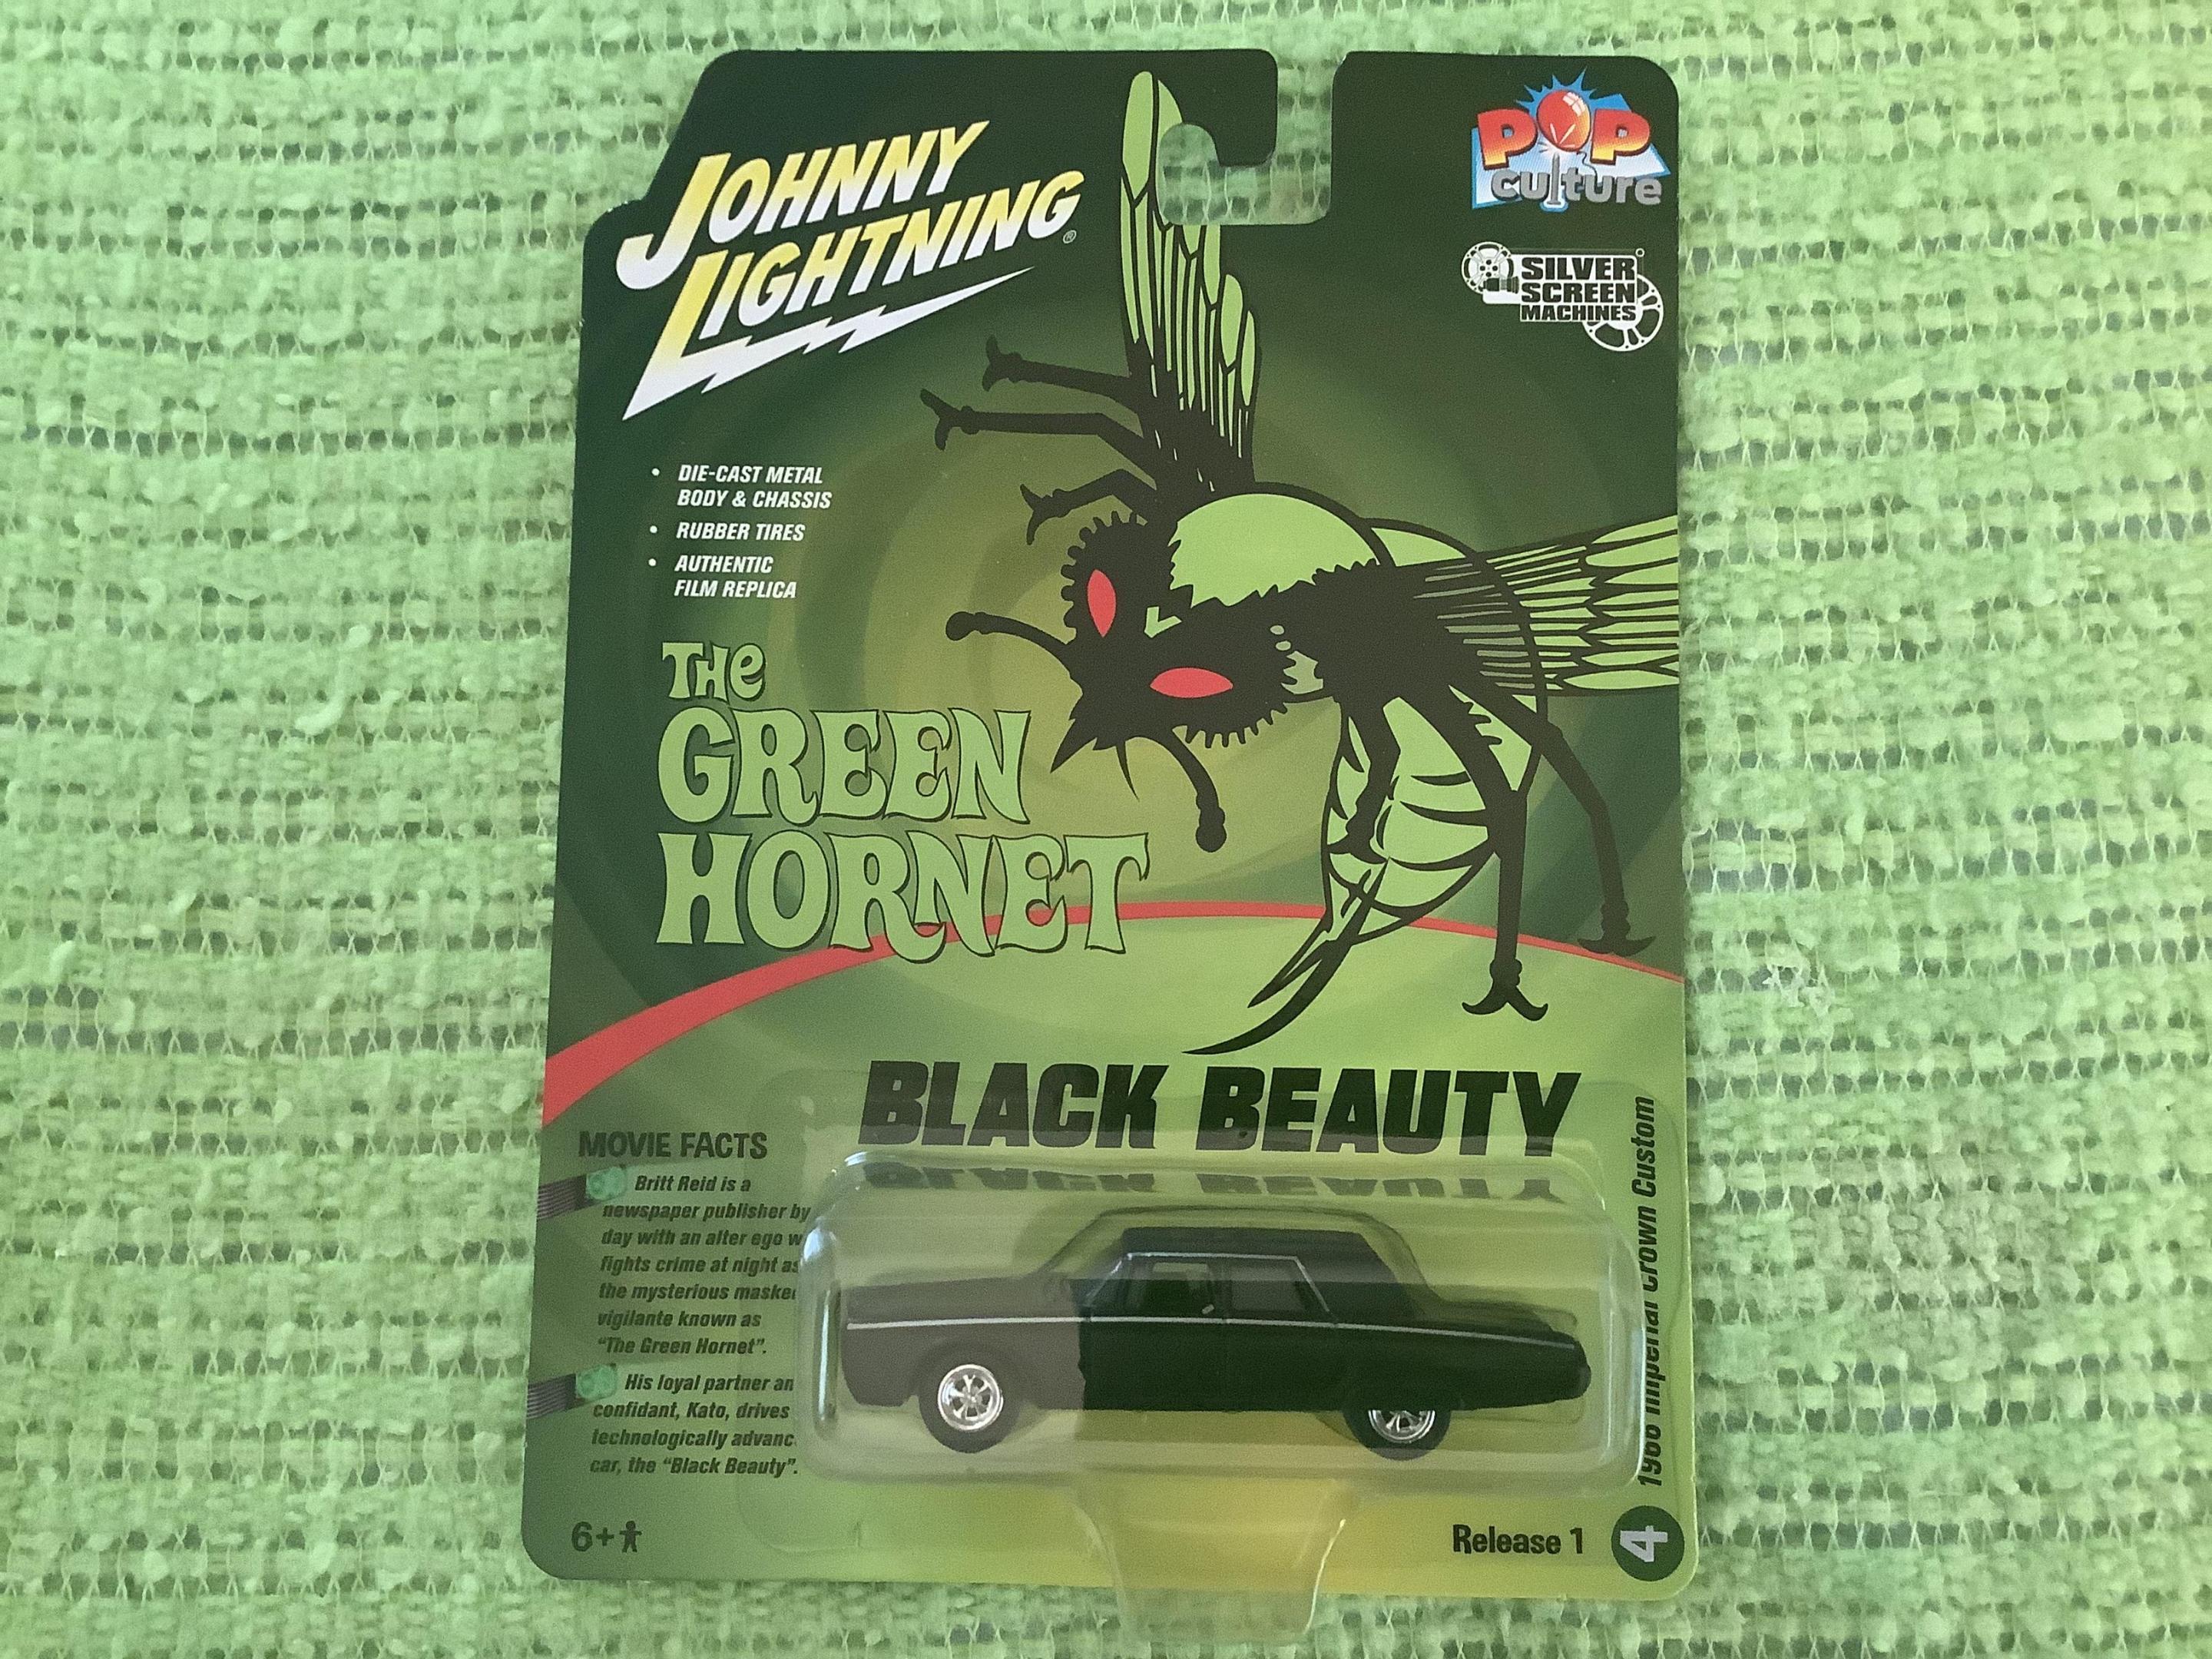 JOHNNY
LIGHTNING®
POP
culture
SILVER
SCREEN
MACHINES
• DIE-CAST METAL
BODY & CHASSIS
• RUBBER TIRES
• AUTHENTIC
FILM REPLICA
THE
GREEN
HORNET
BLACK BEAUTY
MOVIE FACTS
Britt Reid is a
newspaper publisher by
day with an alter ego
fights crime at night as
the mysterious
vigilante known as
"The Green Hornet".
His loyal partner
confidant, Kato, drives
technologically
car, the "Black Beauty".
1966 Imperial Crown Custom
6+
Release 1
4